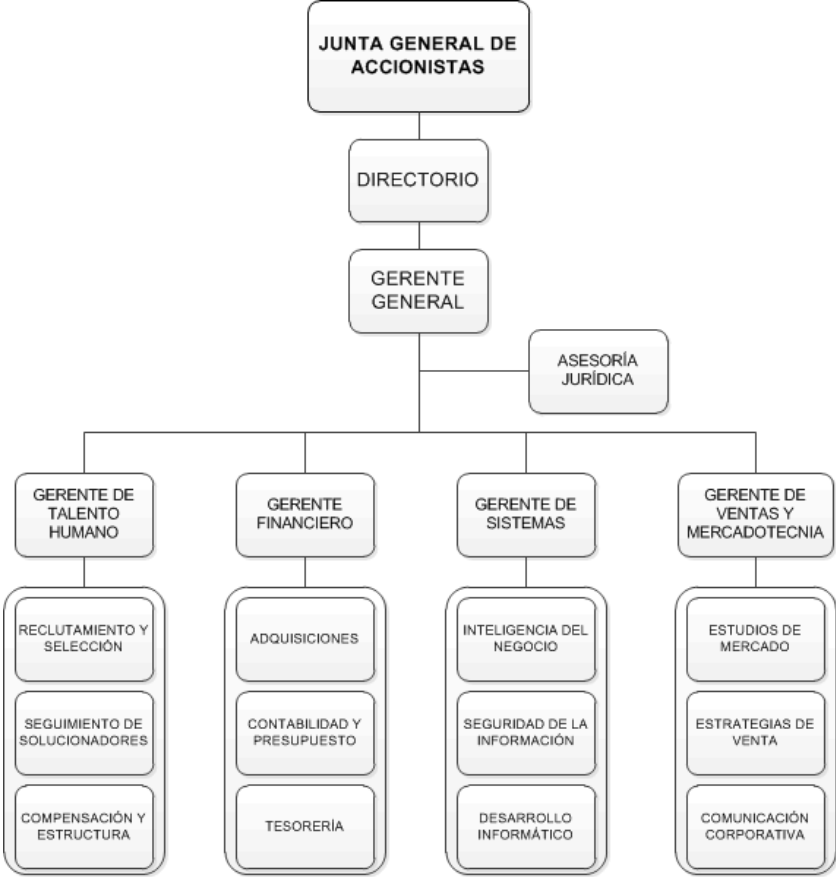 JUNTA GENERAL DE
ACCIONISTAS
DIRECTORIO
GERENTE
GENERAL
ASESORÍA
JURÍDICA
GERENTE DE
TALENTO
HUMANO
GERENTE
FINANCIERO
GERENTE DE
SISTEMAS
GERENTE DE
VENTAS Y
MERCADOTECNIA
RECLUTAMIENTO Y
SELECCIÓN
ADQUISICIONES
INTELIGENCIA DEL
NEGOCIO
ESTUDIOS DE
MERCADO
SEGUIMIENTO DE
SOLUCIONADORES
CONTABILIDAD Y
PRESUPUESTO
SEGURIDAD DE LA
INFORMACIÓN
ESTRATEGIAS DE
VENTA
COMPENSACIÓN Y
ESTRUCTURA
TESORERÍA
DESARROLLO
INFORMÁTICO
COMUNICACIÓN
CORPORATIVA